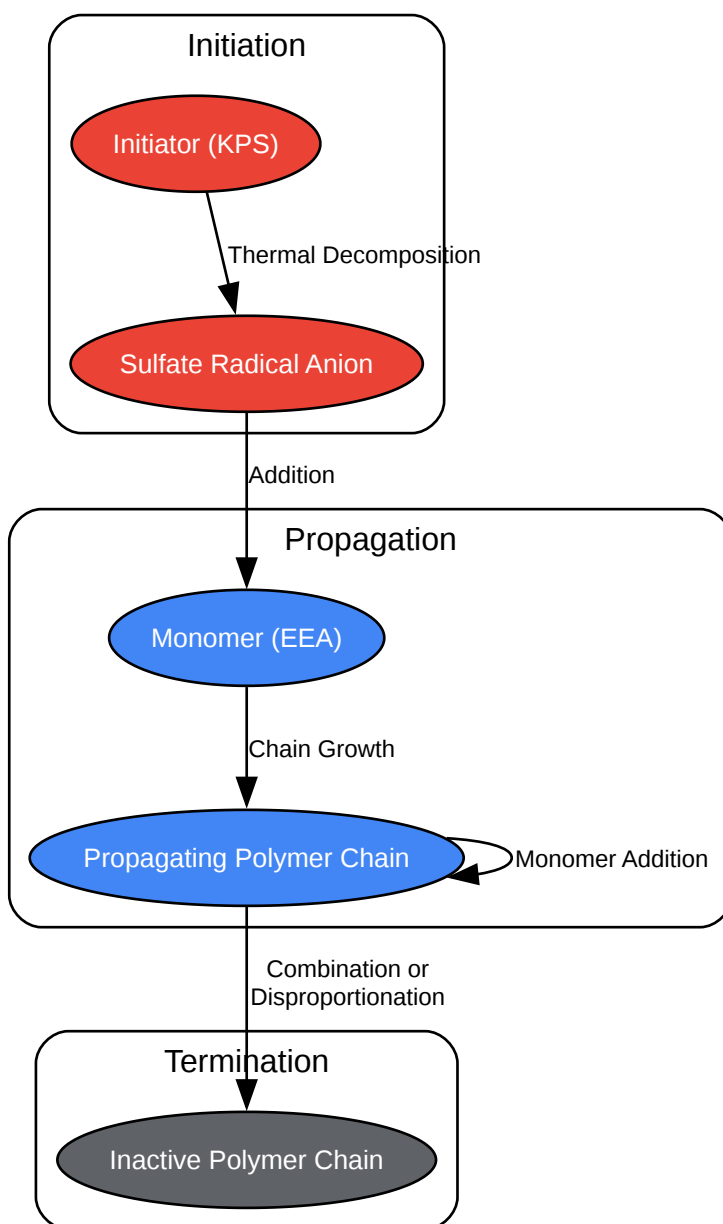 Initiation
Initiator (KPS)
Thermal Decomposition
Sulfate Radical Anion
Addition
Propagation
Monomer (EEA)
Chain Growth
Propagating Polymer Chain
Monomer Addition
Combination or
Disproportionation
Termination
Inactive Polymer Chain